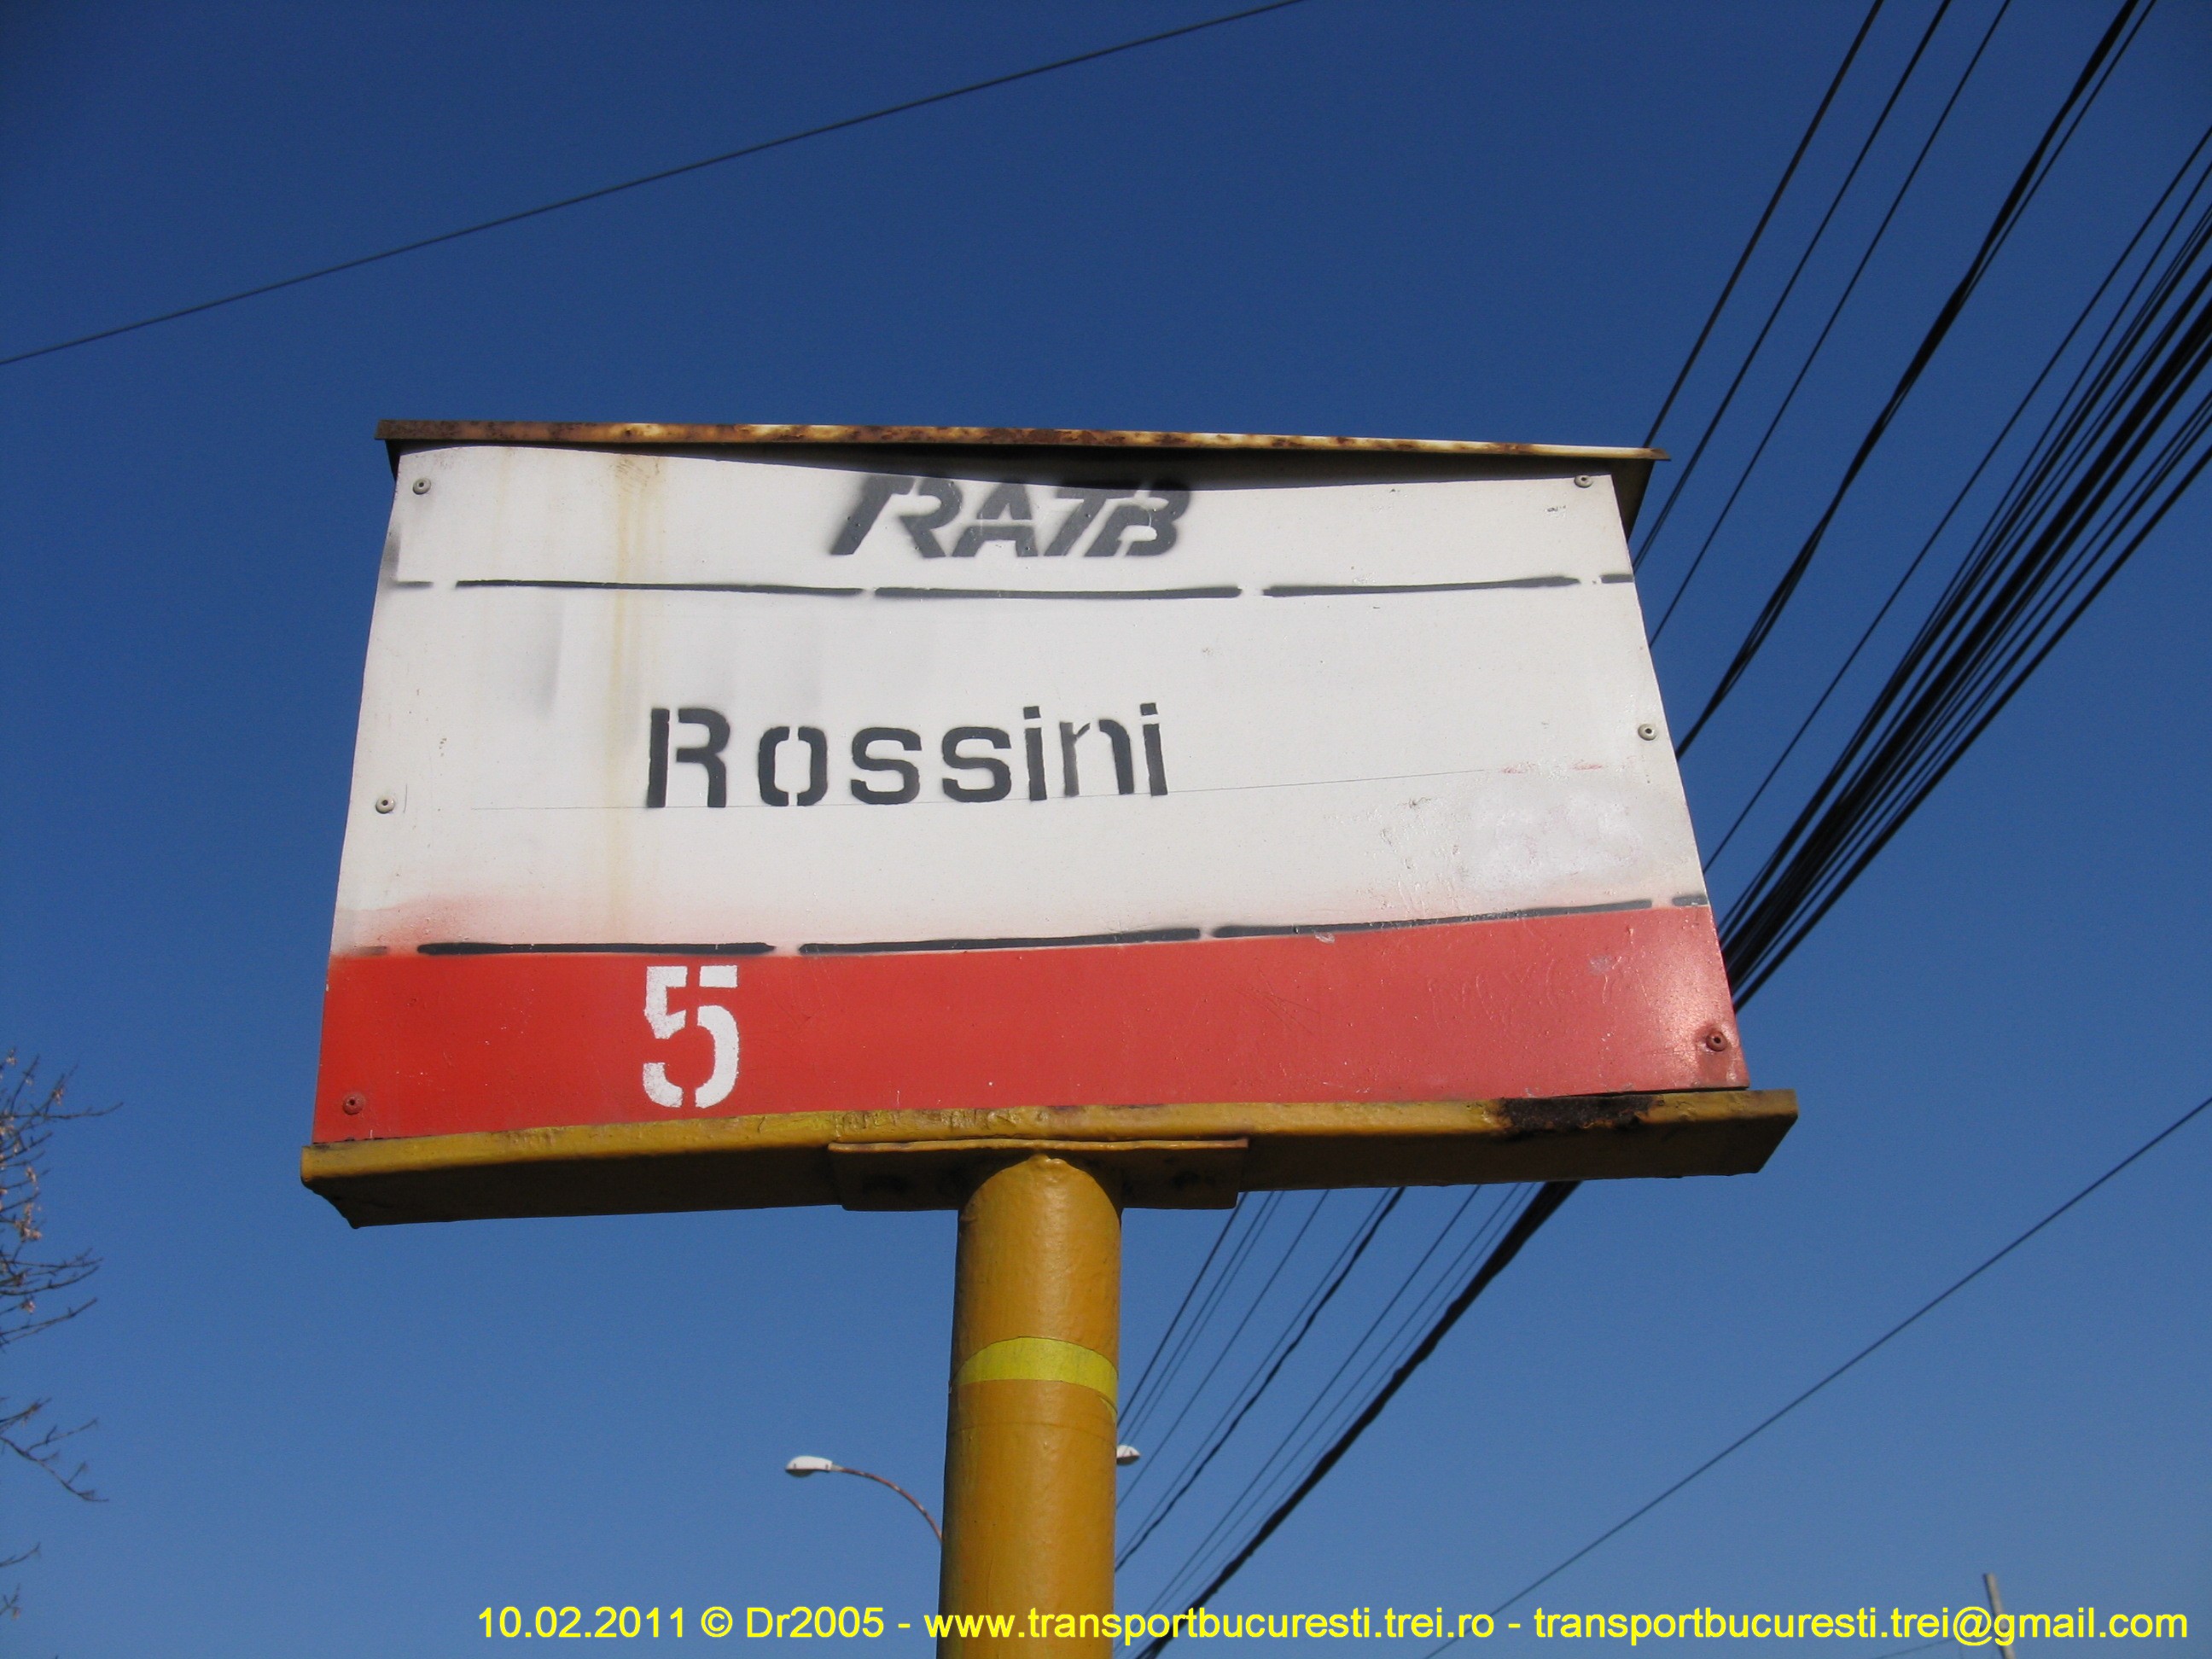 RATB
Rossini
5
10.02.2011 © Dr2005 - www.transportbucuresti.trei.ro - transportbucuresti.trei@gmail.com